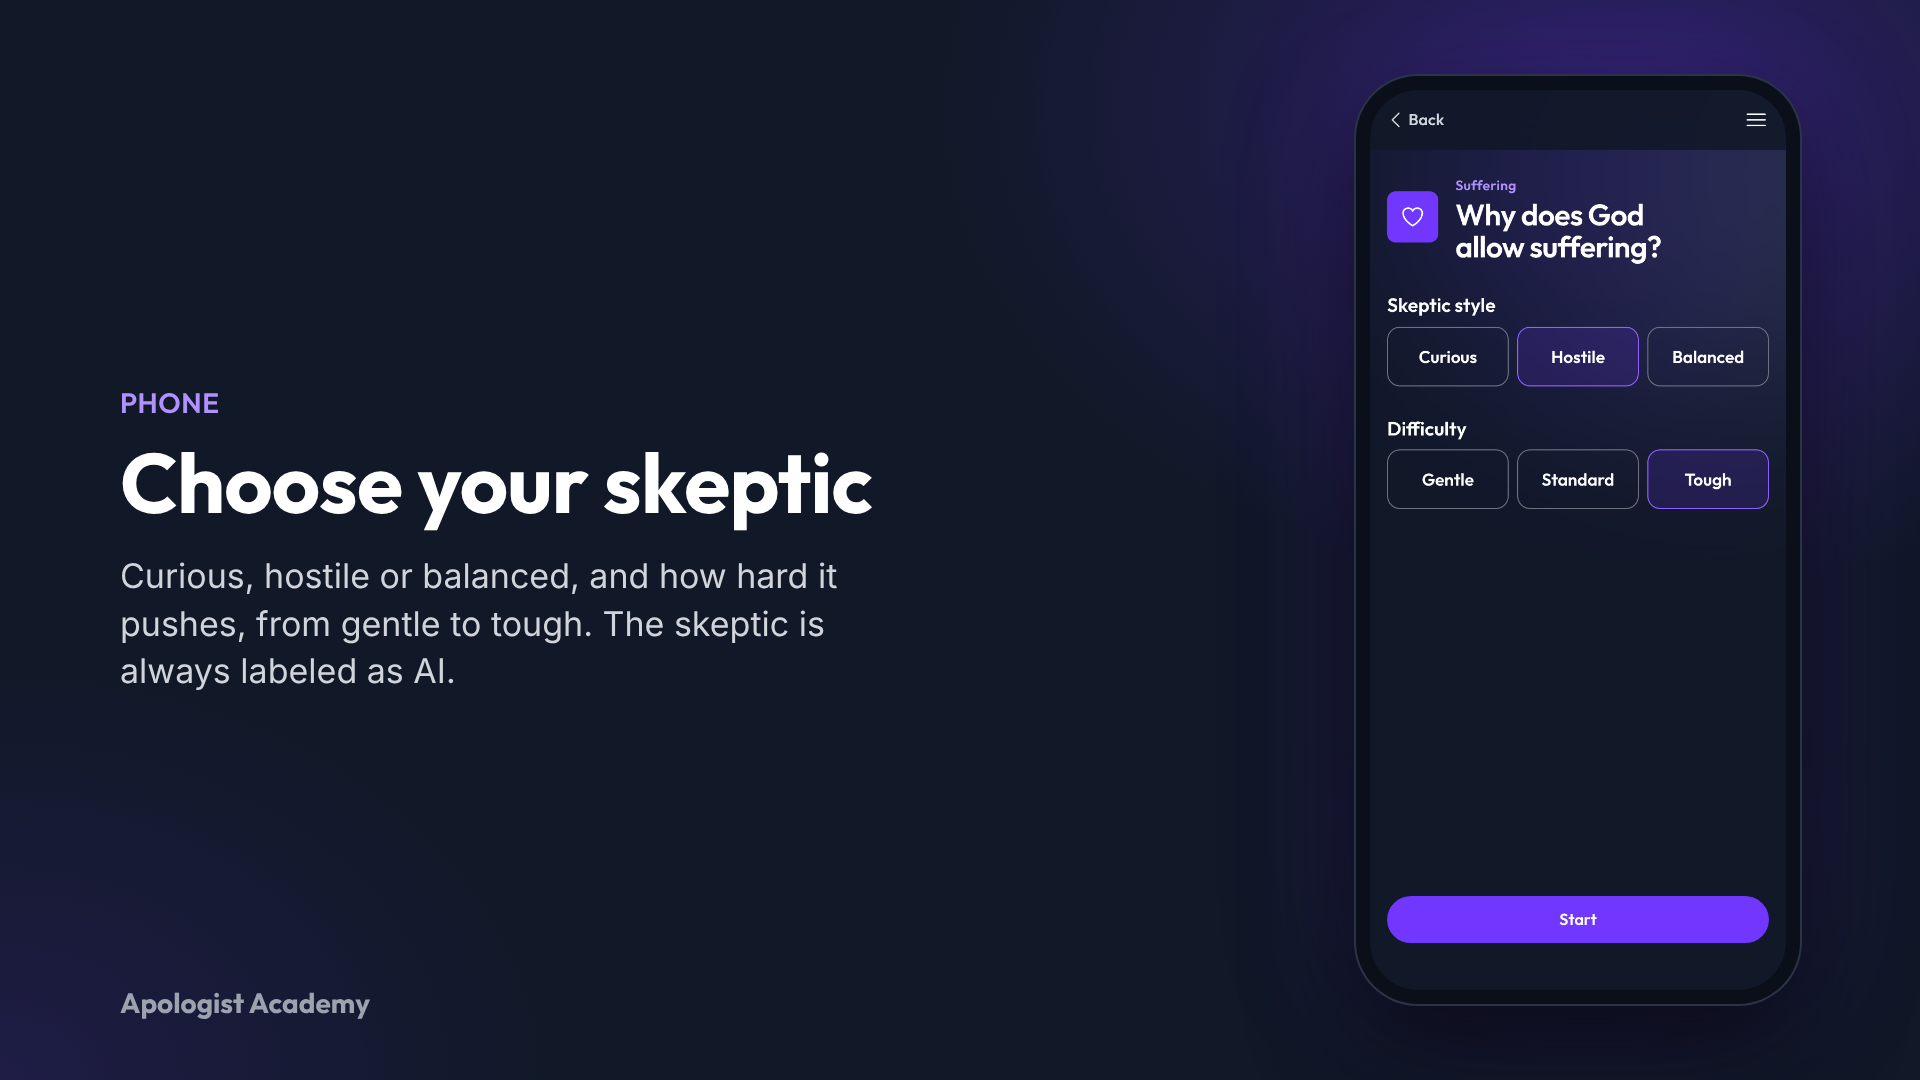 PHONE
Choose your skeptic
Curious, hostile or balanced, and how hard it
pushes, from gentle to tough. The skeptic is
always labeled as AI.
Apologist Academy
Back
Suffering
Why does God
allow suffering?
Skeptic style
Curious
Hostile
Balanced
Difficulty
Gentle
Standard
Tough
Start